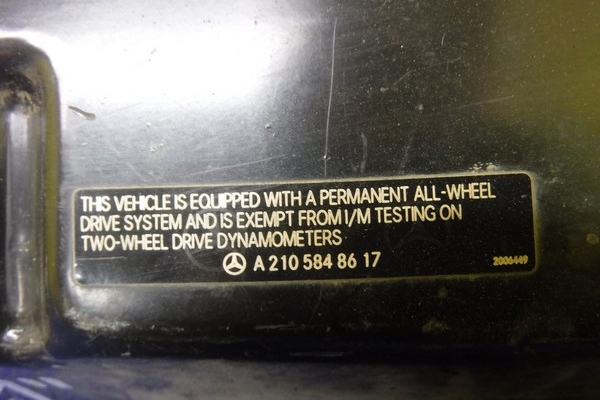 THIS VEHICLE IS EQUIPPED WITH A PERMANENT ALL-WHEEL
DRIVE SYSTEM AND IS EXEMPT FROM I/M TESTING ON
TWO-WHEEL DRIVE DYNAMOMETERS
A 210 584 86 17 2006449